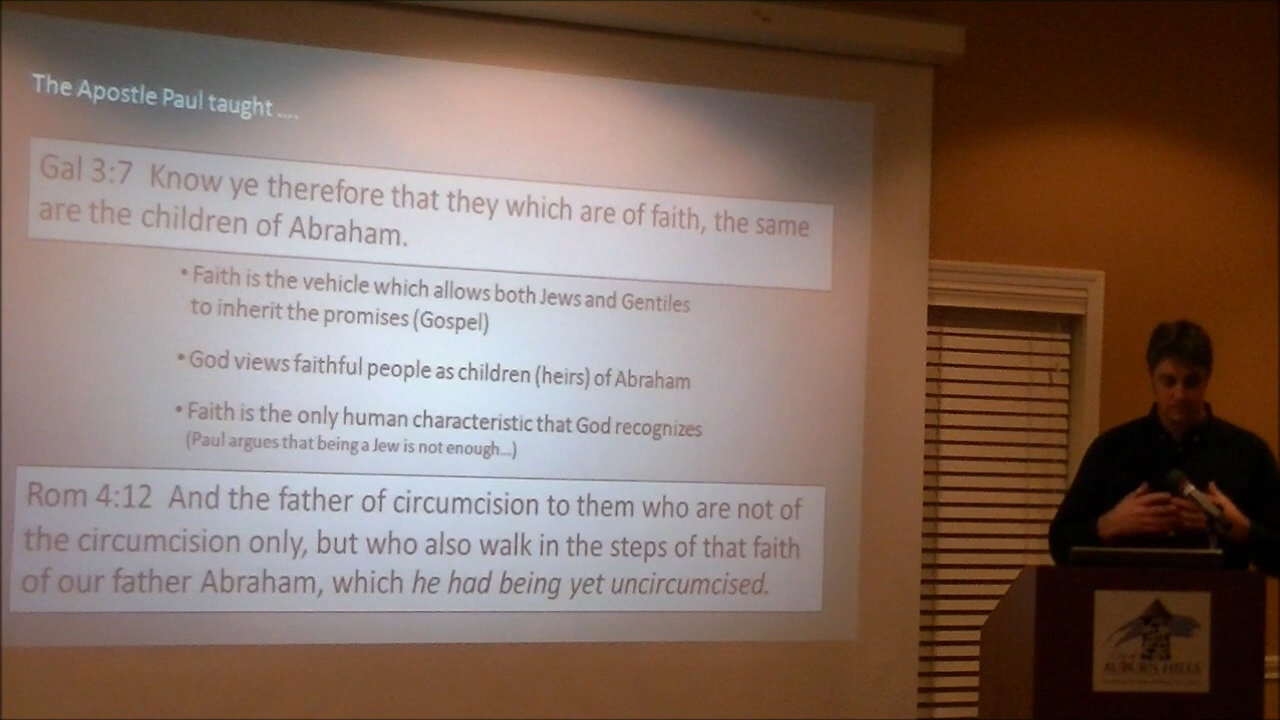 The Apostle Paul taught ....
Gal 3:7 Know ye therefore that they which are of faith, the same
are the children of Abraham.
• Faith is the vehicle which allows both Jews and Gentiles
to inherit the promises (Gospel)
• God views faithful people as children (heirs) of Abraham
• Faith is the only human characteristic that God recognizes
(Paul argues that being a Jew is not enough...)
Rom 4:12 And the father of circumcision to them who are not of
the circumcision only, but who also walk in the steps of that faith
of our father Abraham, which he had being yet uncircumcised.
AUBURN HILLS